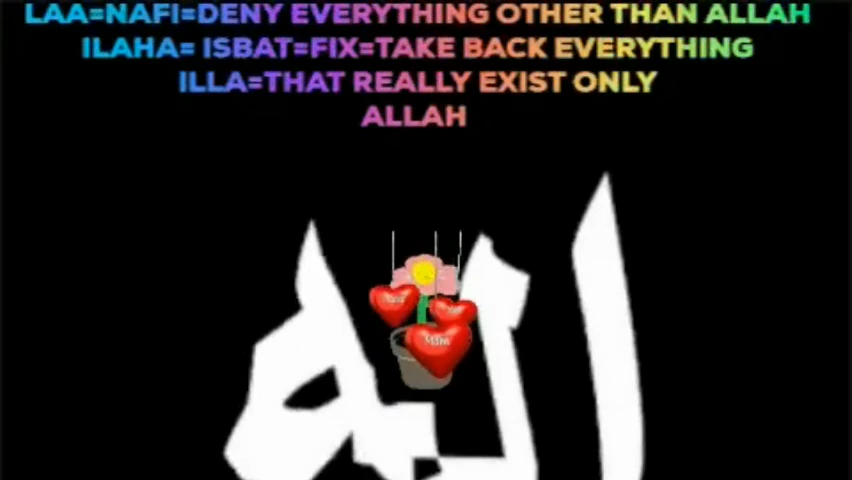 LAA=NAFI=DENY EVERYTHING OTHER THAN ALLAH
ILAHA= ISBAT=FIX=TAKE BACK EVERYTHING
ILLA=THAT REALLY EXIST ONLY
ALLAH
الله
Mom